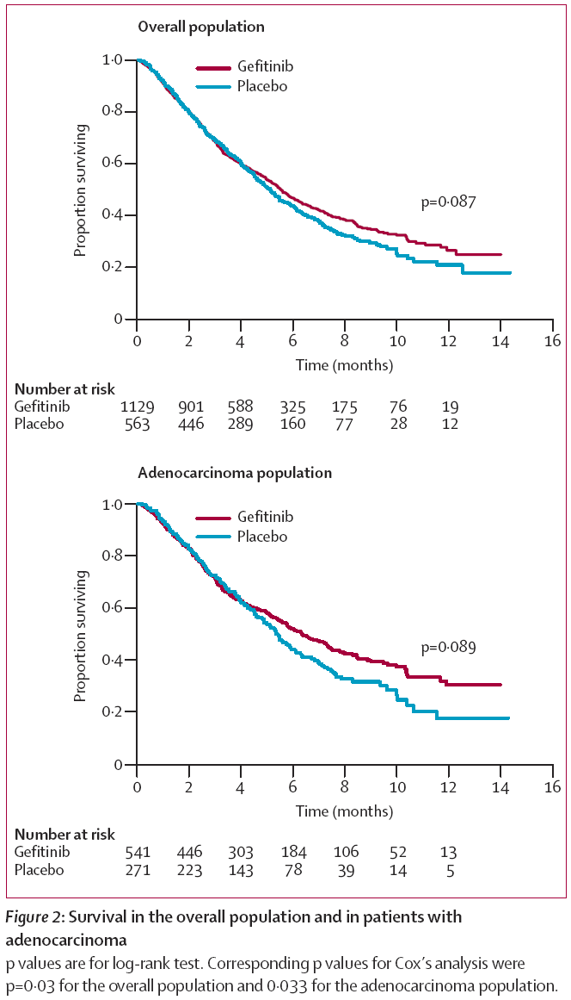 Overall population
Gefitinib
Placebo
1·0
0·8
0·6
0·4
0·2
0
Proportion surviving
p=0·087
0 2 4 6 8 10 12 14 16
Time (months)
Number at risk
Gefitinib 1129 901 588 325 175 76 19
Placebo 563 446 289 160 77 28 12
Adenocarcinoma population
Gefitinib
Placebo
1·0
0·8
0·6
0·4
0·2
0
Proportion surviving
p=0·089
0 2 4 6 8 10 12 14 16
Time (months)
Number at risk
Gefitinib 541 446 303 184 106 52 13
Placebo 271 223 143 78 39 14 5
Figure 2: Survival in the overall population and in patients with
adenocarcinoma
p values are for log-rank test. Corresponding p values for Cox's analysis were
p=0·03 for the overall population and 0·033 for the adenocarcinoma population.